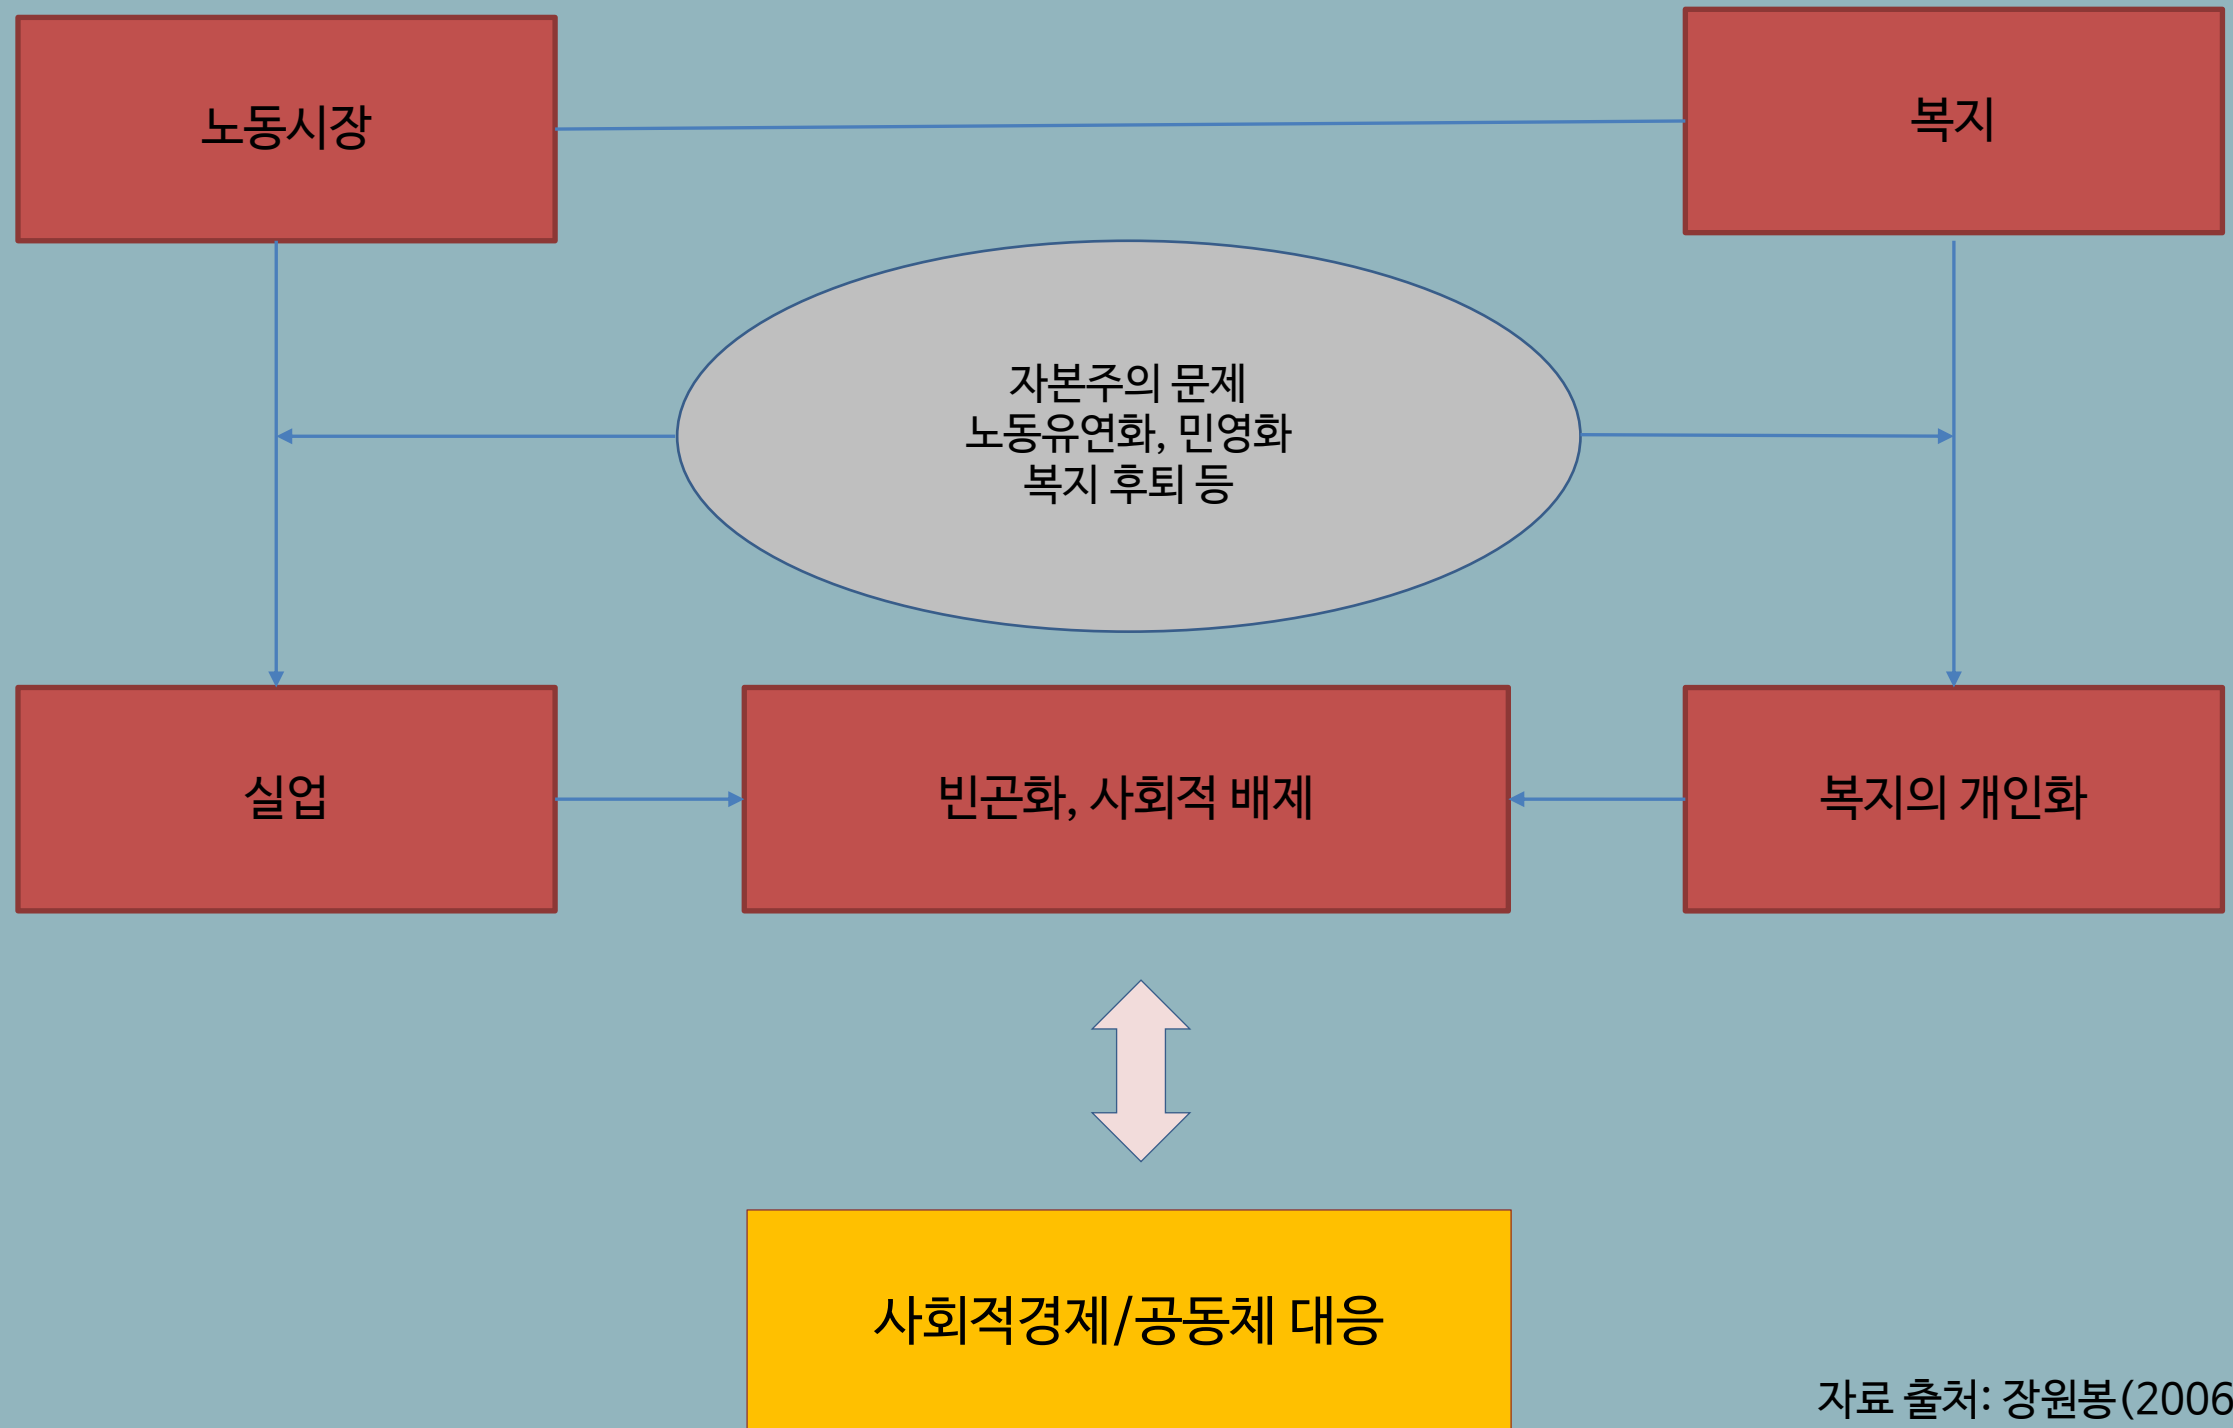 노동시장
복지
자본주의 문제
노동유연화, 민영화
복지 후퇴 등
실업
빈곤화, 사회적 배제
복지의 개인화
사회적경제/공동체 대응
자료 출처: 장원봉(2006